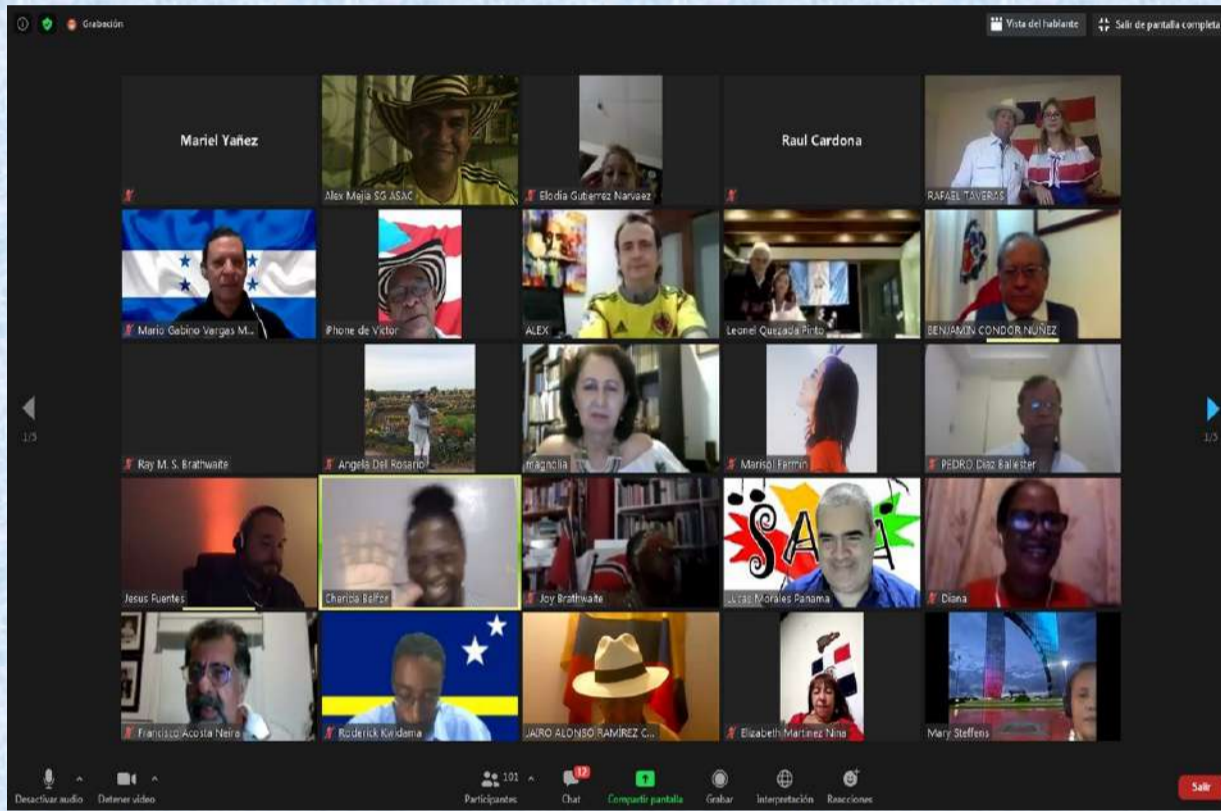 Grabación
Vista del hablante
Salir de pantalla completa
Mariel Yañez
Alex Mejia SG ASAC
Elodia Gutierrez Narvaez
Raul Cardona
RAFAEL TAVERAS
Mario Gabino Vargas M...
iPhone de Victor
ALEX
Leonel Quezada Pinto
BENJAMIN CONDOR NUÑEZ
1/5
1/5
Ray M. S. Brathwaite
Angela Del Rosario
magnolia
Marisol Fermin
PEDRO Diaz Ballester
Jesus Fuentes
Cherida Belfor
Joy Brathwaite
SALSA
Lucas Morales Panama
Diana
Francisco Acosta Neira
Roderick Kwidama
JAIRO ALONSO RAMÍREZ C...
Elizabeth Martinez Nina
Mary Steffens
Desactivar audio
Detener video
101
Participantes
12
Chat
Compartir pantalla
Grabar
Interpretación
Reacciones
Salir